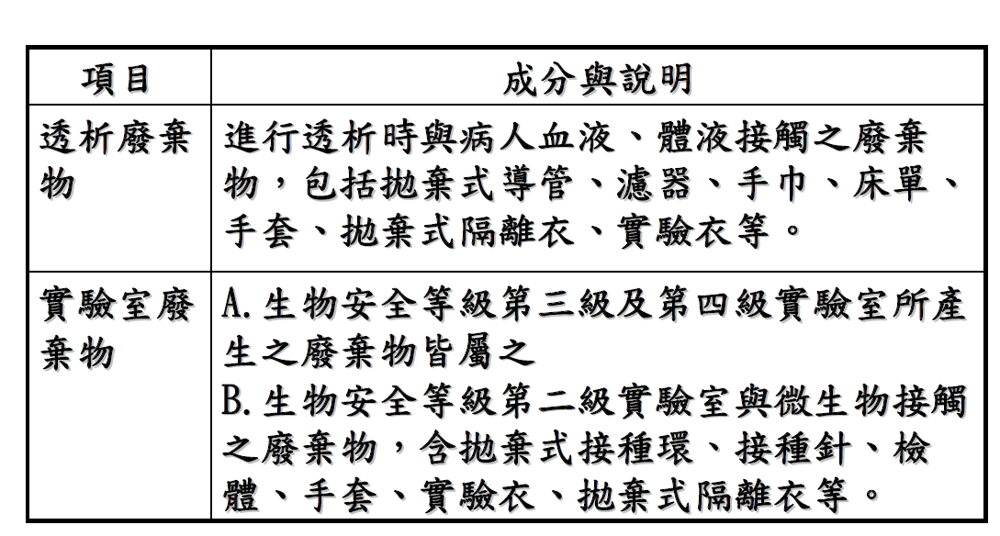 項目
成分與說明
透析廢棄
物
進行透析時與病人血液、體液接觸之廢棄
物，包括拋棄式導管、濾器、手巾、床單、
手套、拋棄式隔離衣、實驗衣等。
實驗室廢
棄物
A.生物安全等級第三級及第四級實驗室所產
生之廢棄物皆屬之
B.生物安全等級第二級實驗室與微生物接觸
之廢棄物，含拋棄式接種環、接種針、檢
體、手套、實驗衣、拋棄式隔離衣等。